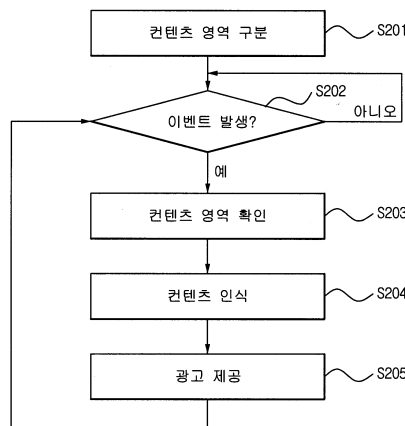 컨텐츠 영역 구분
S201
S202
이벤트 발생?
아니오
예
컨텐츠 영역 확인
S203
컨텐츠 인식
S204
광고 제공
S205